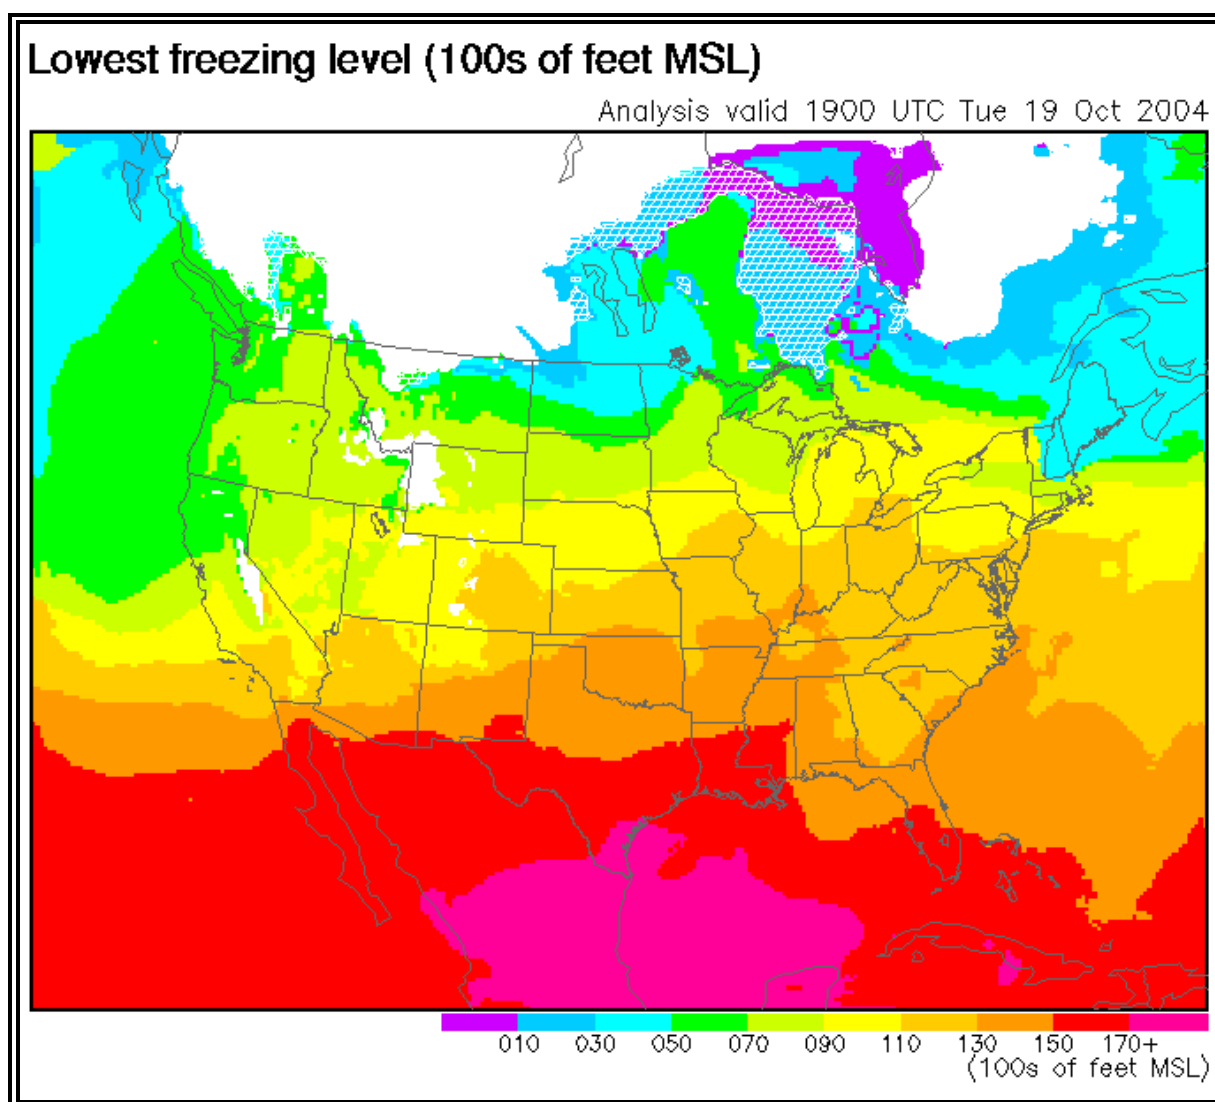 Lowest freezing level (100s of feet MSL)
Analysis valid 1900 UTC Tue 19 Oct 2004
010 030 050 070 090 110 130 150 170+
(100s of feet MSL)